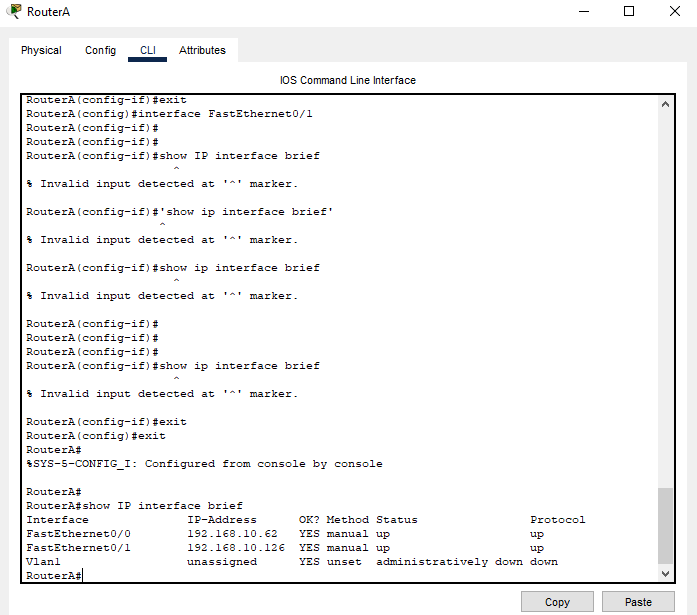 RouterA
Physical Config CLI Attributes
IOS Command Line Interface
RouterA(config-if)#exit
RouterA(config)#interface FastEthernet0/1
RouterA(config-if)#
RouterA(config-if)#
RouterA(config-if)#show IP interface brief
^
% Invalid input detected at '^' marker.
RouterA(config-if)#'show ip interface brief'
^
% Invalid input detected at '^' marker.
RouterA(config-if)#show ip interface brief
^
% Invalid input detected at '^' marker.
RouterA(config-if)#
RouterA(config-if)#
RouterA(config-if)#
RouterA(config-if)#show ip interface brief
^
% Invalid input detected at '^' marker.
RouterA(config-if)#exit
RouterA(config)#exit
RouterA#
%SYS-5-CONFIG_I: Configured from console by console
RouterA#
RouterA#show IP interface brief
Interface IP-Address OK? Method Status Protocol
FastEthernet0/0 192.168.10.62 YES manual up up
FastEthernet0/1 192.168.10.126 YES manual up up
Vlan1 unassigned YES unset administratively down down
RouterA#
Copy Paste